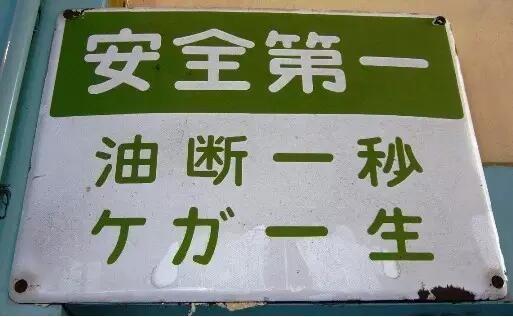 安全第一
油断一秒
ケガ一生